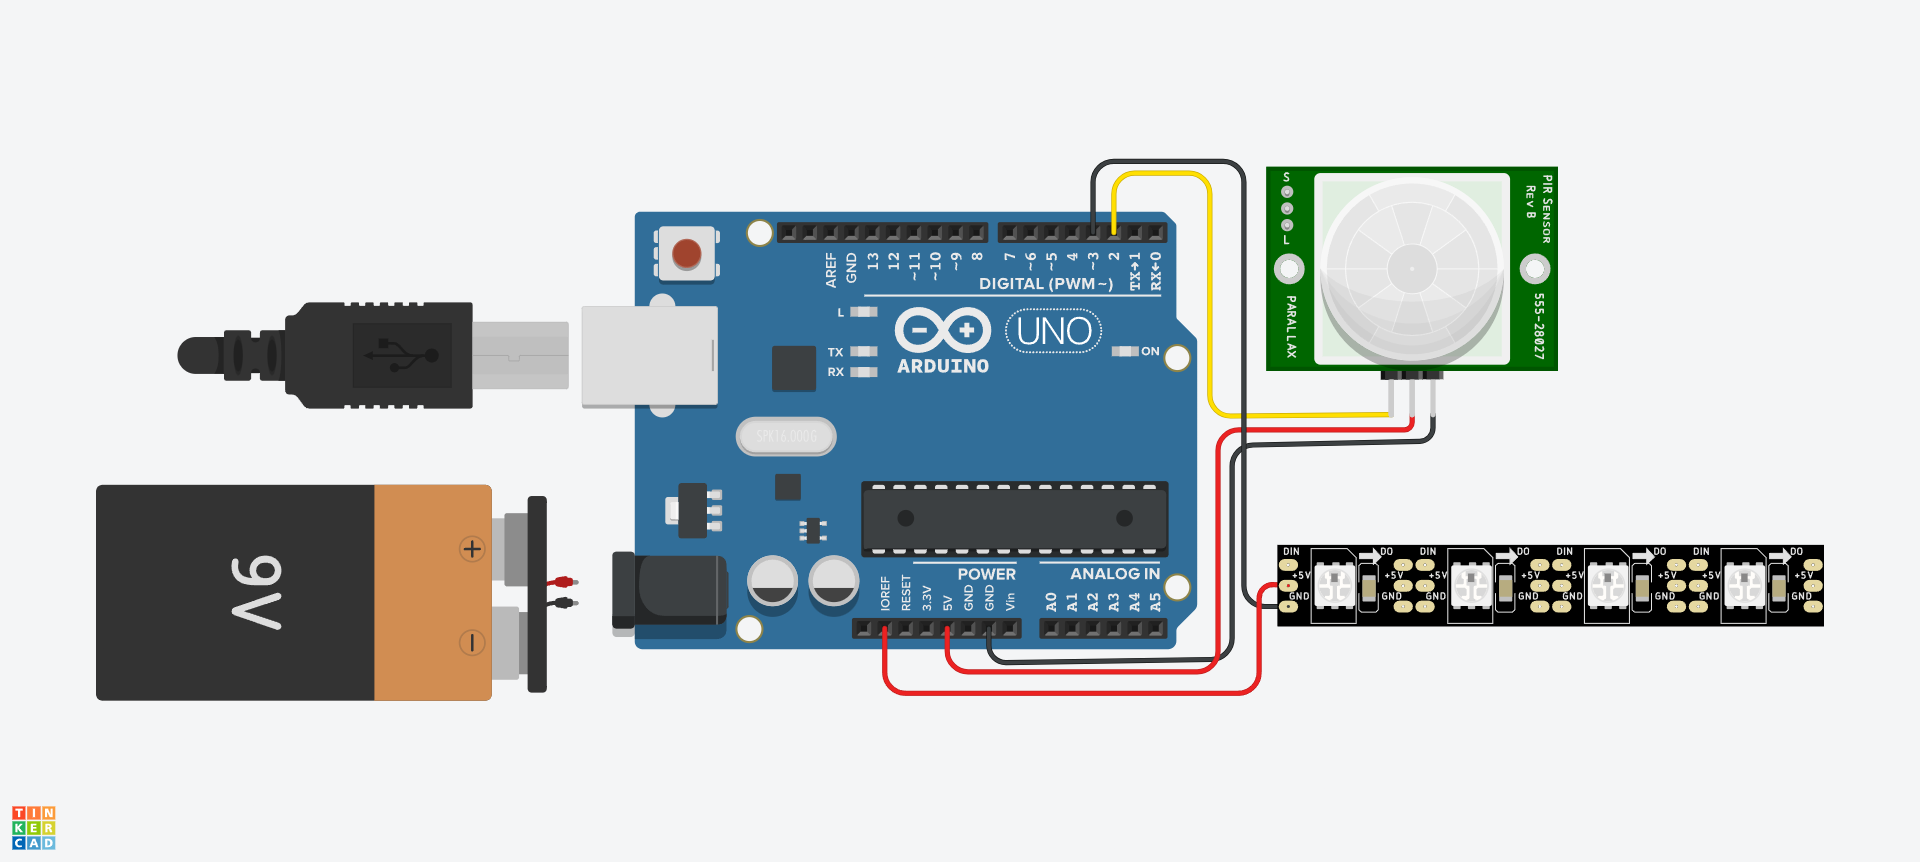 S
L
PIR SENSOR
REV B
PARALLAX
555-28027
AREF
GND
13
12
~11
~10
~9
8
7
~6
~5
4
~3
2
TX→1
RX←0
DIGITAL (PWM~)
L
TX
RX
ON
UNO
ARDUINO
SPK16.000G
9V
+
−
POWER
ANALOG IN
IOREF
RESET
3.3V
5V
GND
GND
Vin
A0
A1
A2
A3
A4
A5
DIN DO DIN DO DIN DO DIN DO
+5V +5V +5V +5V +5V +5V +5V +5V
GND GND GND GND GND GND GND GND
TIN
KER
CAD